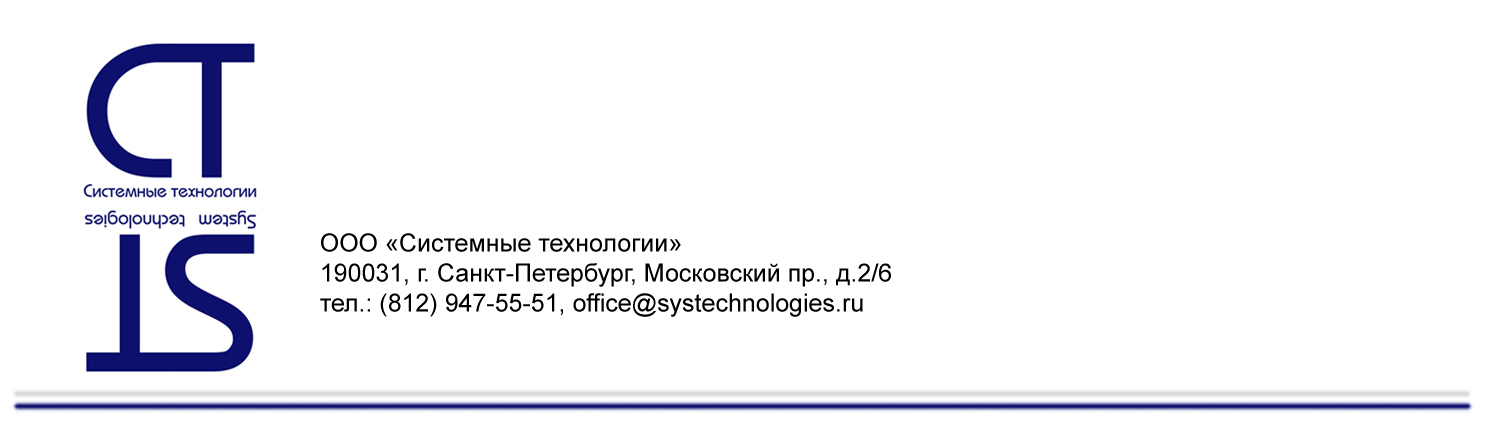 СТ
Системные технологии
System technologies
ST
ООО «Системные технологии»
190031, г. Санкт-Петербург, Московский пр., д.2/6
тел.: (812) 947-55-51, office@systechnologies.ru